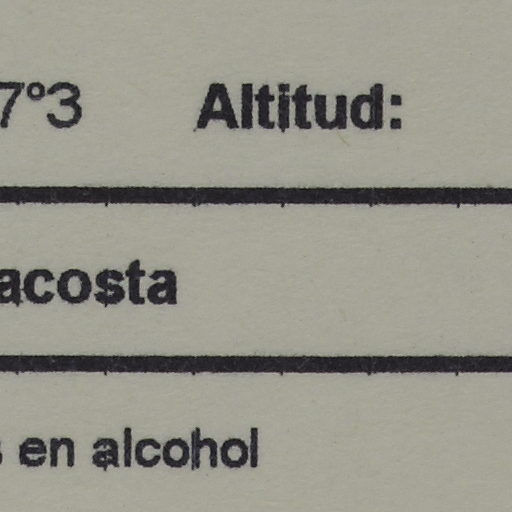 7°3 Altitud:
acosta
s en alcohol